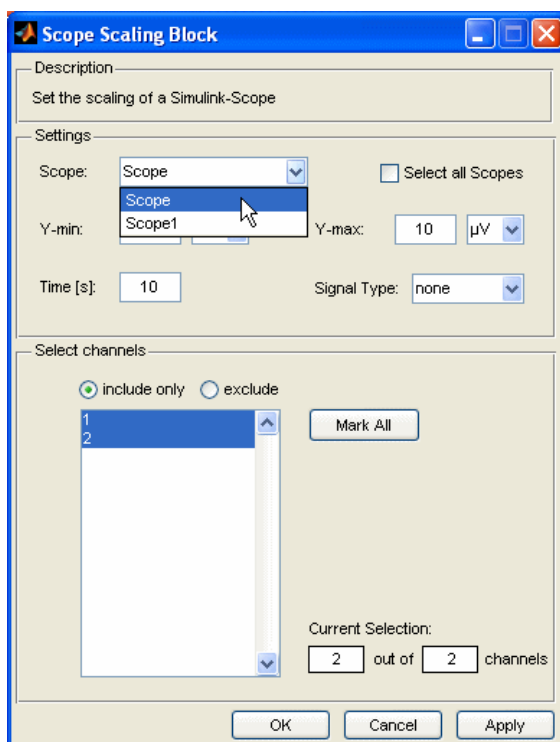 Scope Scaling Block
Description
Set the scaling of a Simulink-Scope
Settings
Scope: Scope Select all Scopes
Scope
Scope1
Y-min: Y-max: 10 µV
Time [s]: 10 Signal Type: none
Select channels
include only exclude
1
2
Mark All
Current Selection:
2 out of 2 channels
OK Cancel Apply